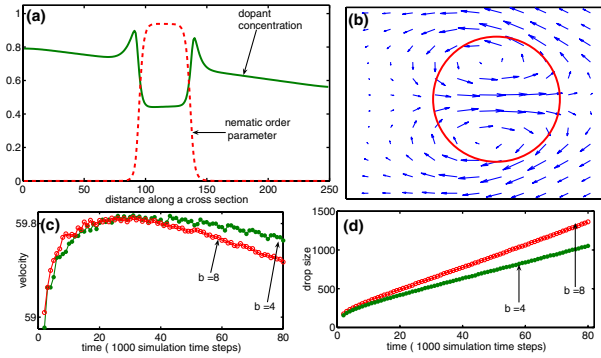 (a)
dopant
concentration
nematic order
parameter
1
0.8
0.6
0.4
0.2
0
0 50 100 150 200 250
distance along a cross section
(b)
(c)
59.8
59
velocity
b =8
b =4
0 20 40 60 80
time ( 1000 simulation time steps)
(d)
1500
1000
500
0
drop size
b=4
b =8
0 20 40 60 80
time (1000 simulation time steps)